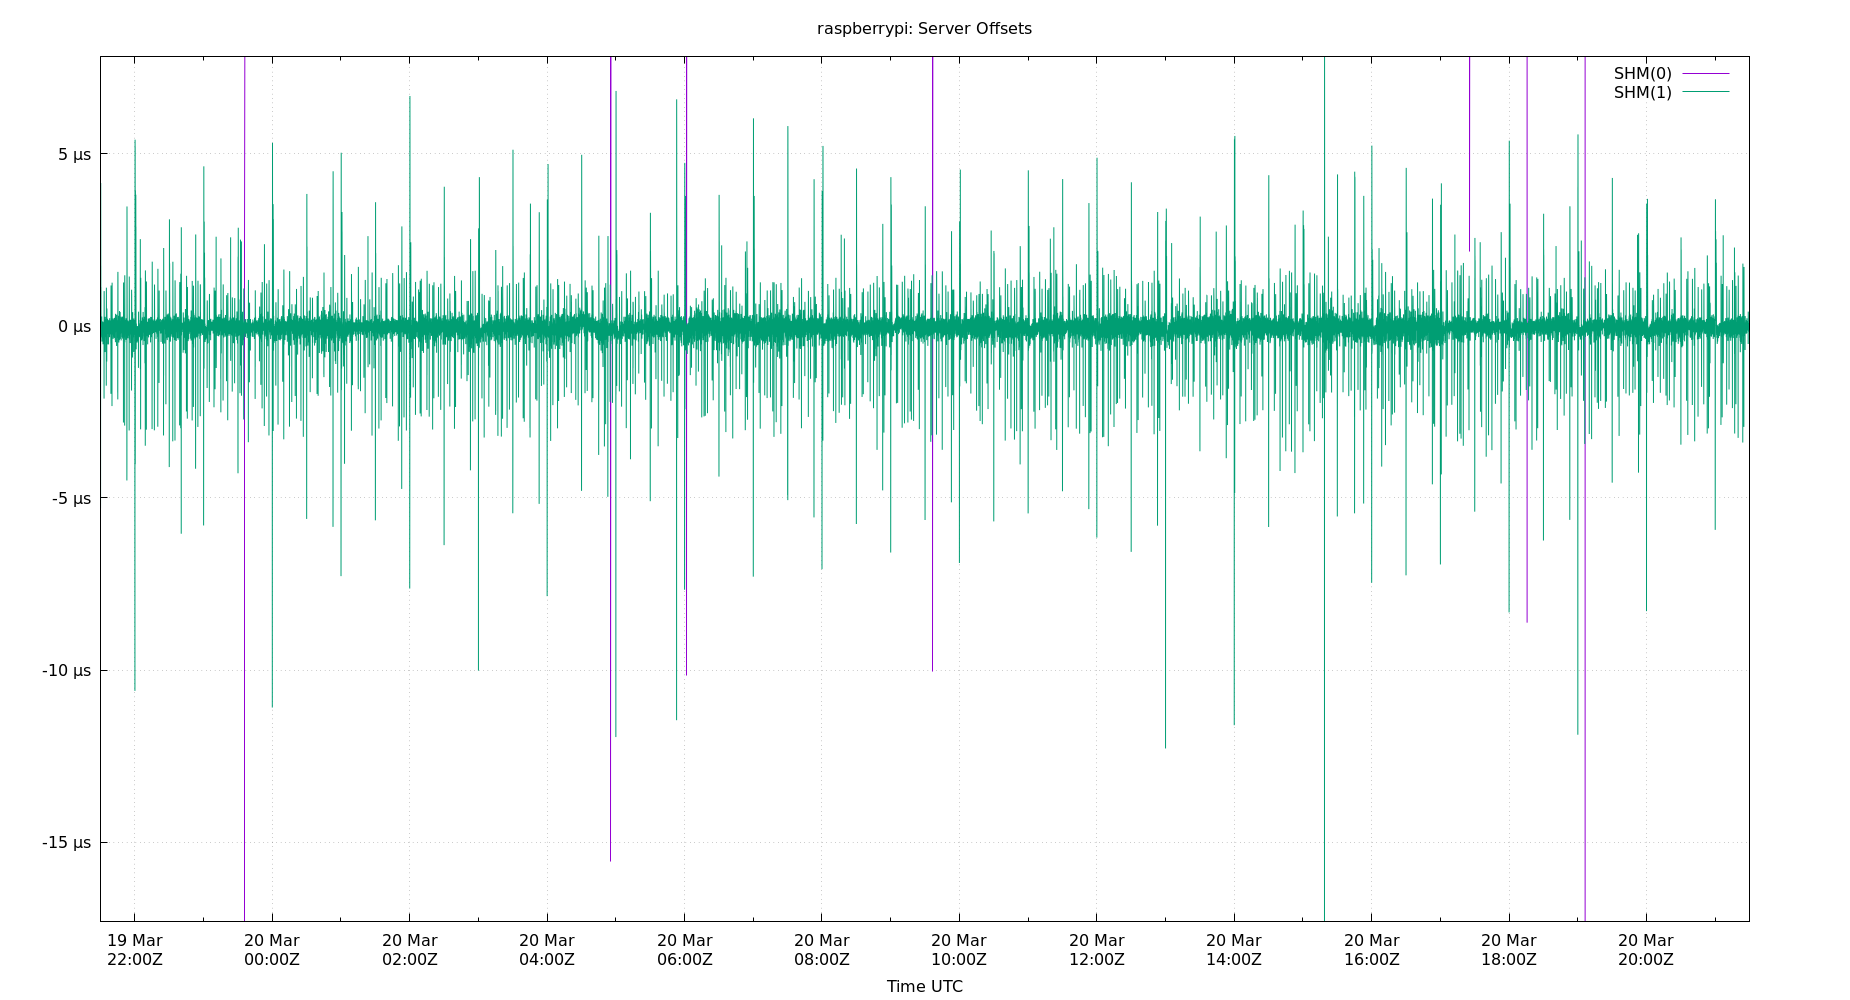 raspberrypi: Server Offsets
SHM(0)
SHM(1)
5 µs
0 µs
-5 µs
-10 µs
-15 µs
19 Mar 20 Mar 20 Mar 20 Mar 20 Mar 20 Mar 20 Mar 20 Mar 20 Mar 20 Mar 20 Mar 20 Mar
22:00Z 00:00Z 02:00Z 04:00Z 06:00Z 08:00Z 10:00Z 12:00Z 14:00Z 16:00Z 18:00Z 20:00Z
Time UTC